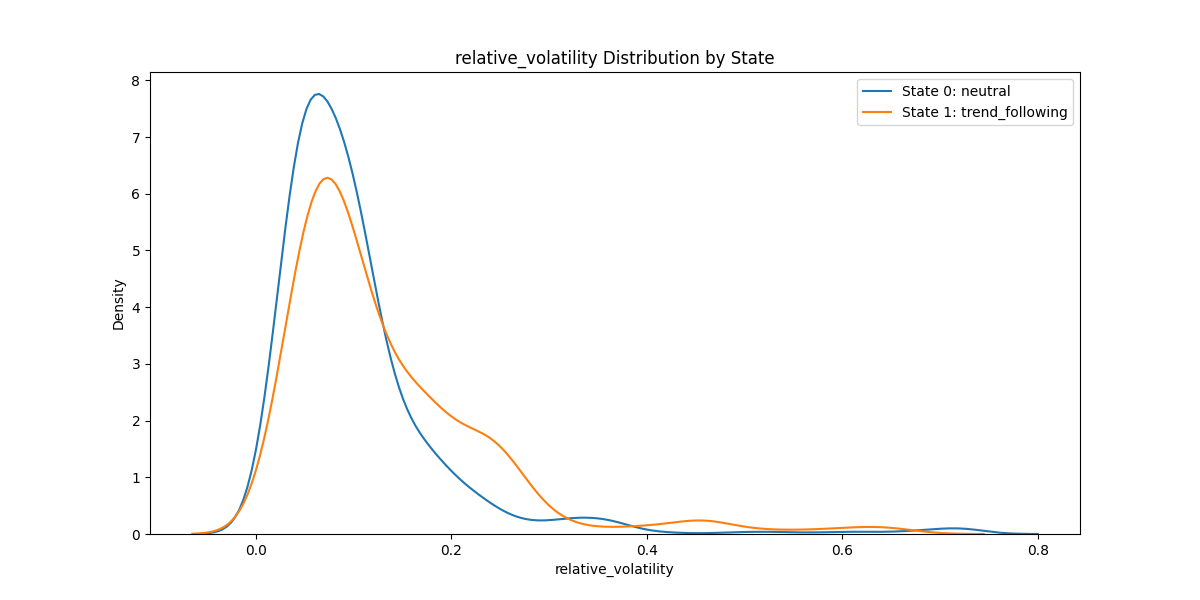 relative_volatility Distribution by State
State 0: neutral
State 1: trend_following
8
7
6
5
4
3
2
1
0
Density
0.0 0.2 0.4 0.6 0.8
relative_volatility